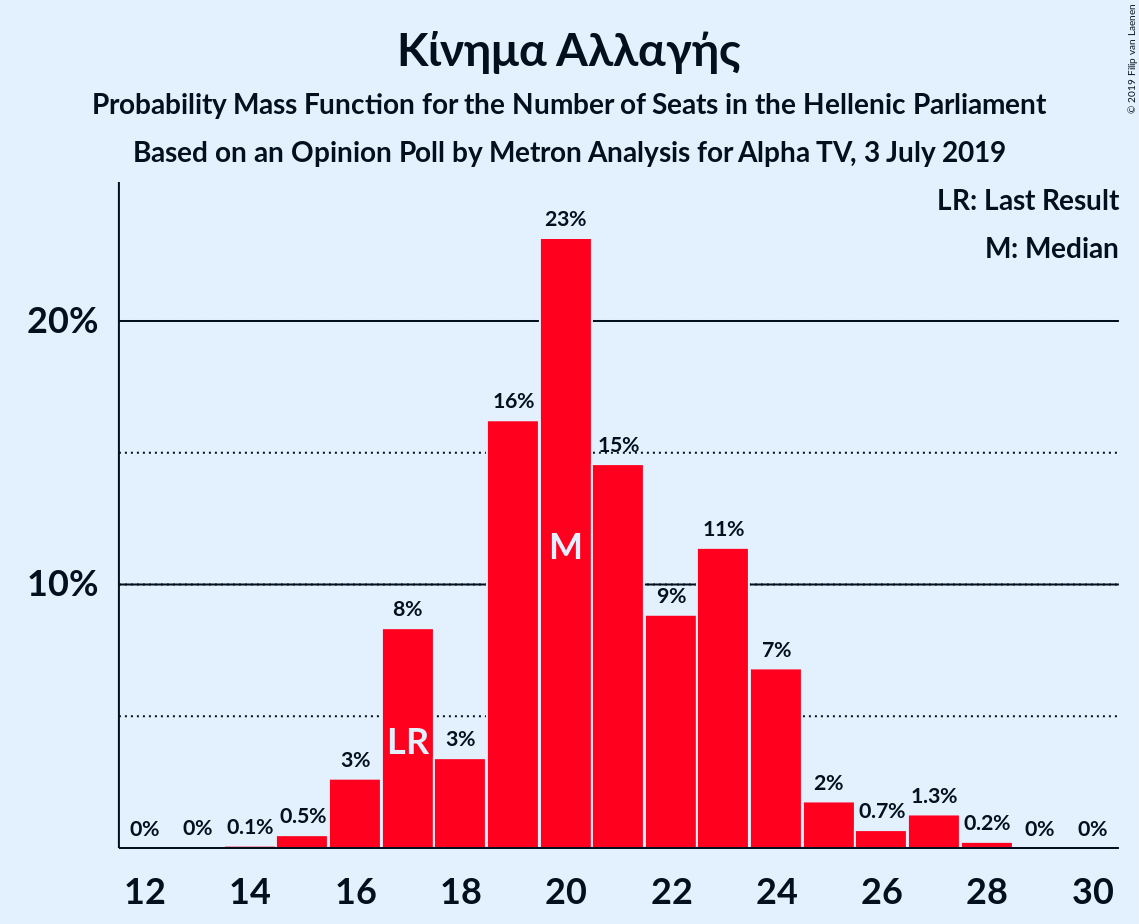 Κίνημα Αλλαγής
Probability Mass Function for the Number of Seats in the Hellenic Parliament
Based on an Opinion Poll by Metron Analysis for Alpha TV, 3 July 2019
© 2019 Filip van Laenen
LR: Last Result
M: Median
20%
10%
0%
0%
0.1%
0.5%
3%
8%
3%
16%
23%
15%
9%
11%
7%
2%
0.7%
1.3%
0.2%
0%
0%
LR
M
12 14 16 18 20 22 24 26 28 30